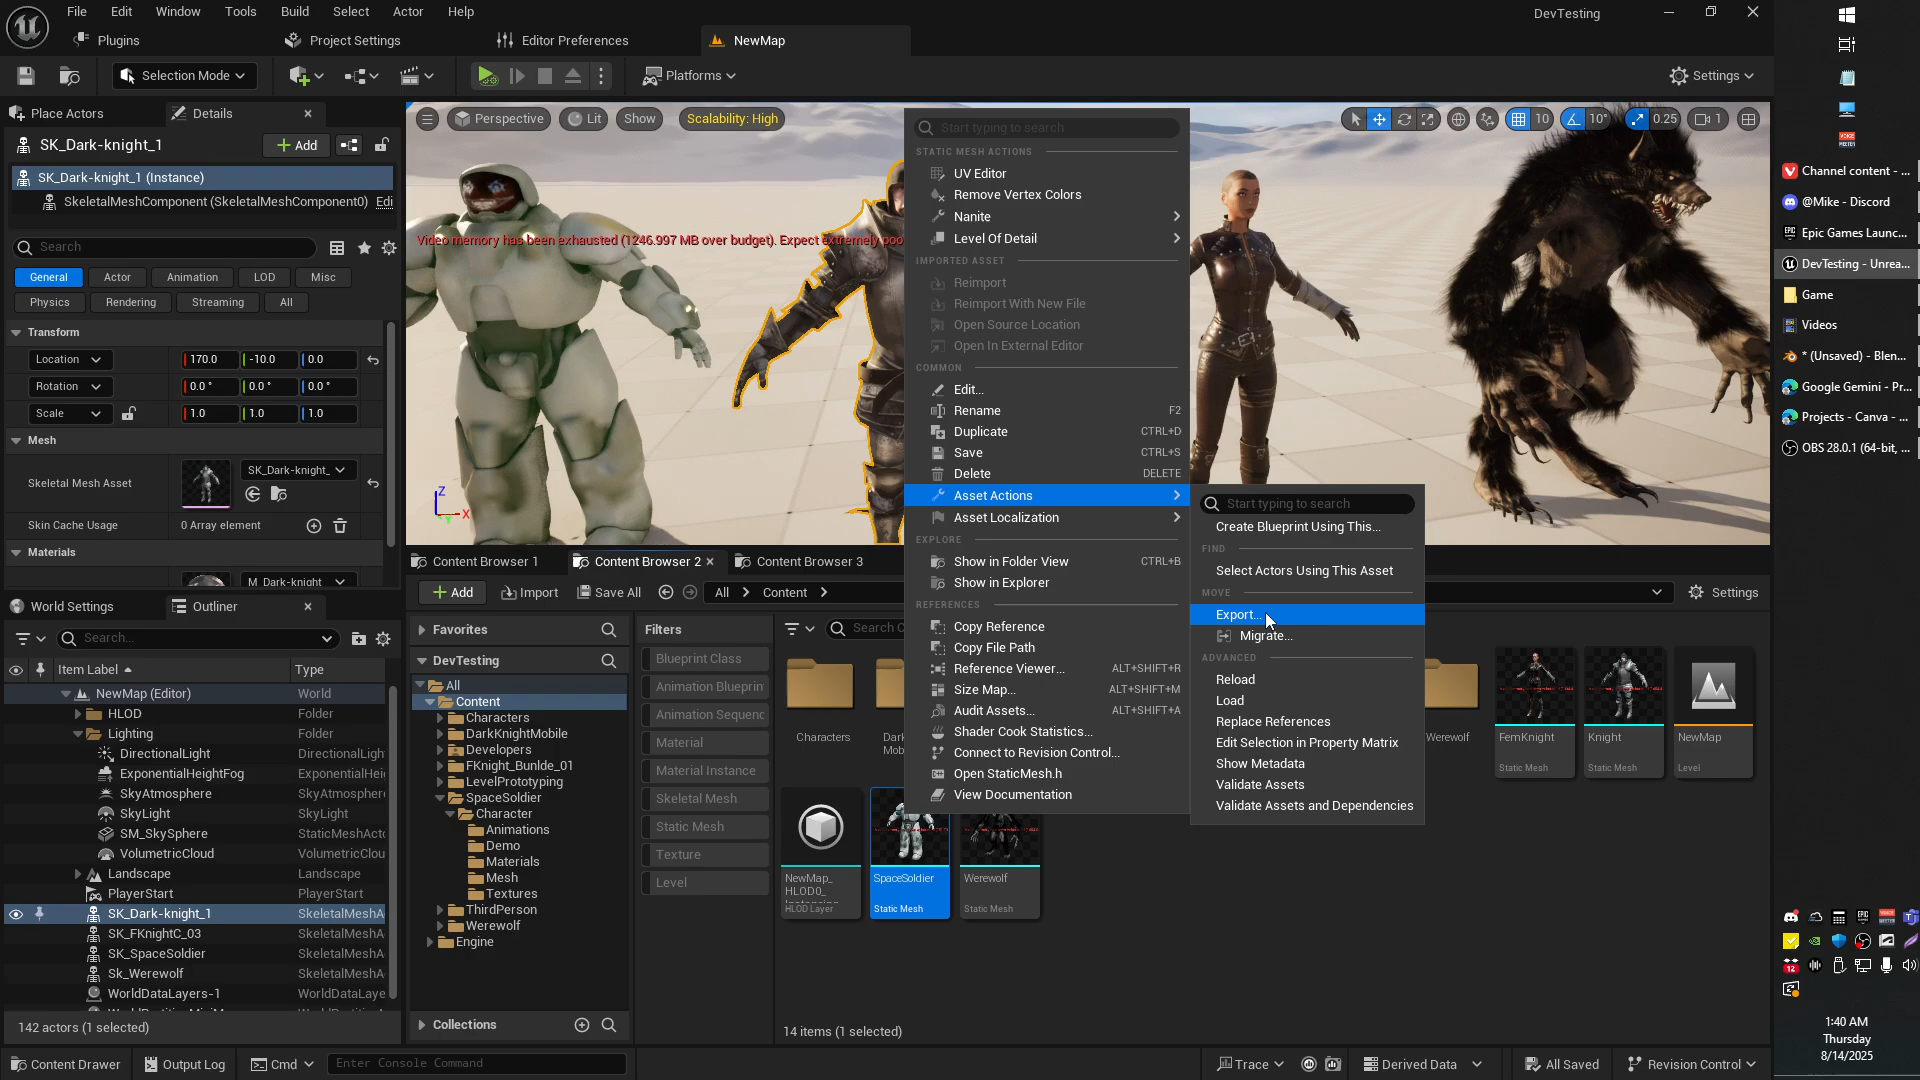 File Edit Window Tools Build Select Actor Help
DevTesting
Plugins
Project Settings
Editor Preferences
NewMap
Selection Mode
Platforms
Settings
Place Actors
Details
SK_Dark-knight_1
Add
SK_Dark-knight_1 (Instance)
SkeletalMeshComponent (SkeletalMeshComponent0) Edi
Search
General
Actor
Animation
LOD
Misc
Physics
Rendering
Streaming
All
Transform
Location 170.0 -10.0 0.0
Rotation 0.0 ° 0.0 ° 0.0 °
Scale 1.0 1.0 1.0
Mesh
Skeletal Mesh Asset
SK_Dark-knight_
Skin Cache Usage
0 Array element
Materials
M_Dark-knight
Perspective
Lit
Show
Scalability: High
10
10°
0.25
1
Video memory has been exhausted (1246.997 MB over budget). Expect extremely poo
Z
X
Y
Start typing to search
STATIC MESH ACTIONS
UV Editor
Remove Vertex Colors
Nanite
Level Of Detail
IMPORTED ASSET
Reimport
Reimport With New File
Open Source Location
Open In External Editor
COMMON
Edit...
Rename F2
Duplicate CTRL+D
Save CTRL+S
Delete DELETE
Asset Actions
Asset Localization
EXPLORE
Show in Folder View CTRL+B
Show in Explorer
REFERENCES
Copy Reference
Copy File Path
Reference Viewer... ALT+SHIFT+R
Size Map... ALT+SHIFT+M
Audit Assets... ALT+SHIFT+A
Shader Cook Statistics...
Connect to Revision Control...
Open StaticMesh.h
View Documentation
Start typing to search
Create Blueprint Using This...
FIND
Select Actors Using This Asset
MOVE
Export...
Migrate...
ADVANCED
Reload
Load
Replace References
Edit Selection in Property Matrix
Show Metadata
Validate Assets
Validate Assets and Dependencies
World Settings
Outliner
Search...
Item Label
Type
NewMap (Editor) World
HLOD Folder
Lighting Folder
DirectionalLight DirectionalLigh
ExponentialHeightFog ExponentialHei
SkyAtmosphere SkyAtmosphere
SkyLight SkyLight
SM_SkySphere StaticMeshActo
VolumetricCloud VolumetricClou
Landscape Landscape
PlayerStart PlayerStart
SK_Dark-knight_1 SkeletalMeshA
SK_FKnightC_03 SkeletalMeshA
SK_SpaceSoldier SkeletalMeshA
Sk_Werewolf SkeletalMeshA
WorldDataLayers-1 WorldDataLaye
142 actors (1 selected)
Content Browser 1
Content Browser 2
Content Browser 3
Add
Import
Save All
All
Content
Settings
Favorites
DevTesting
All
Content
Characters
DarkKnightMobile
Developers
FKnight_Bunlde_01
LevelPrototyping
SpaceSoldier
Character
Animations
Demo
Materials
Mesh
Textures
ThirdPerson
Werewolf
Engine
Collections
Filters
Blueprint Class
Animation Blueprin
Animation Sequenc
Material
Material Instance
Skeletal Mesh
Static Mesh
Texture
Level
Search C
Characters
Dark
Mob
Werewolf
FemKnight
Static Mesh
Knight
Static Mesh
NewMap
Level
NewMap_
HLOD0_
HLOD Layer
SpaceSoldier
Static Mesh
Werewolf
Static Mesh
14 items (1 selected)
Content Drawer
Output Log
Cmd
Enter Console Command
Trace
Derived Data
All Saved
Revision Control
Channel content - ...
@Mike - Discord
Epic Games Launc...
DevTesting - Unrea...
Game
Videos
* (Unsaved) - Blen...
Google Gemini - Pr...
Projects - Canva - ...
OBS 28.0.1 (64-bit, ...
12
1:40 AM
Thursday
8/14/2025